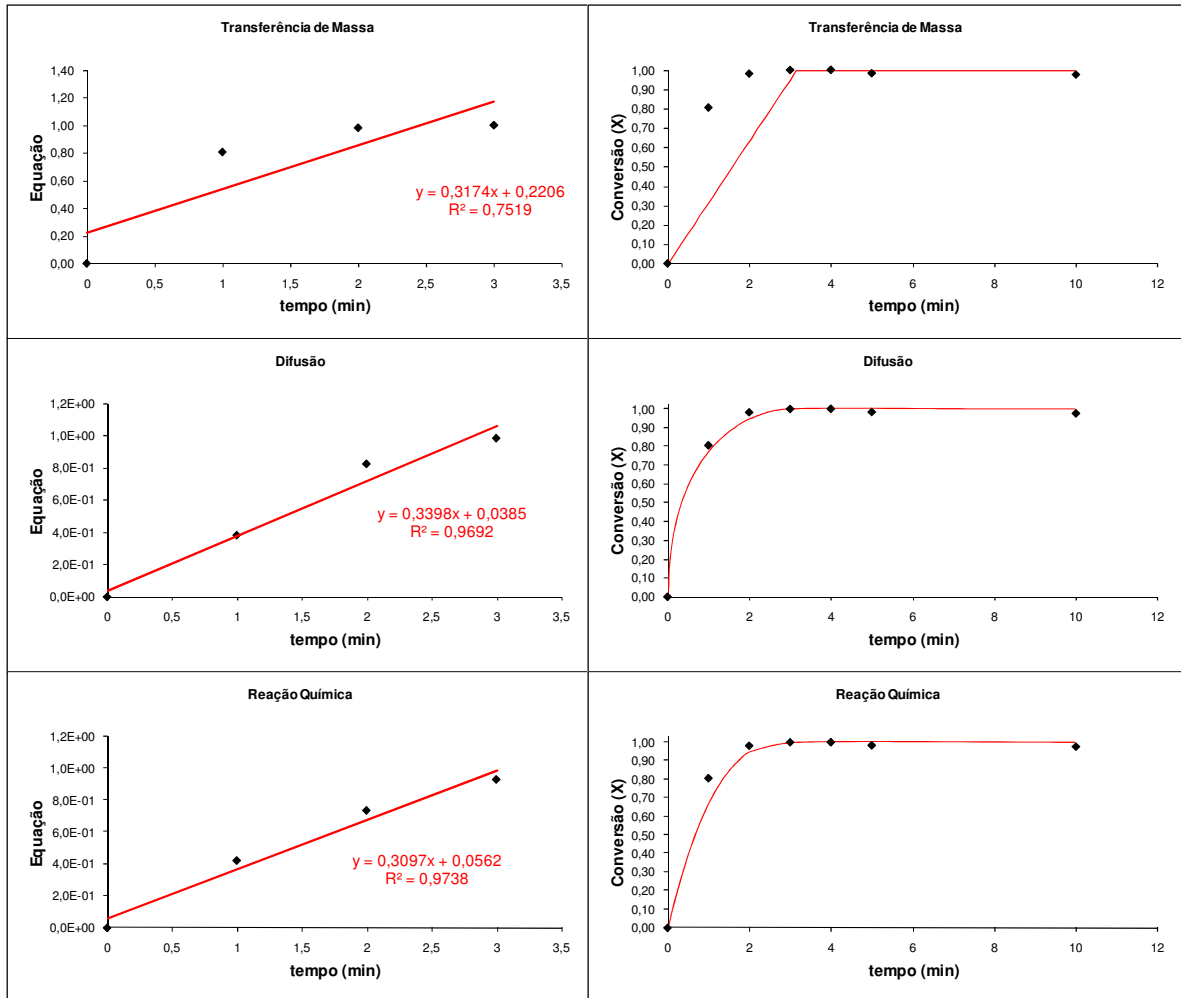 Transferência de Massa
1,40
1,20
1,00
0,80
0,60
0,40
0,20
0,00
Equação
0 0,5 1 1,5 2 2,5 3 3,5
tempo (min)
y = 0,3174x + 0,2206
R² = 0,7519
Transferência de Massa
1,00
0,90
0,80
0,70
0,60
0,50
0,40
0,30
0,20
0,10
0,00
Conversão (X)
0 2 4 6 8 10 12
tempo (min)
Difusão
1,2E+00
1,0E+00
8,0E-01
6,0E-01
4,0E-01
2,0E-01
0,0E+00
Equação
0 0,5 1 1,5 2 2,5 3 3,5
tempo (min)
y = 0,3398x + 0,0385
R² = 0,9692
Difusão
1,00
0,90
0,80
0,70
0,60
0,50
0,40
0,30
0,20
0,10
0,00
Conversão (X)
0 2 4 6 8 10 12
tempo (min)
Reação Química
1,2E+00
1,0E+00
8,0E-01
6,0E-01
4,0E-01
2,0E-01
0,0E+00
Equação
0 0,5 1 1,5 2 2,5 3 3,5
tempo (min)
y = 0,3097x + 0,0562
R² = 0,9738
Reação Química
1,00
0,90
0,80
0,70
0,60
0,50
0,40
0,30
0,20
0,10
0,00
Conversão (X)
0 2 4 6 8 10 12
tempo (min)